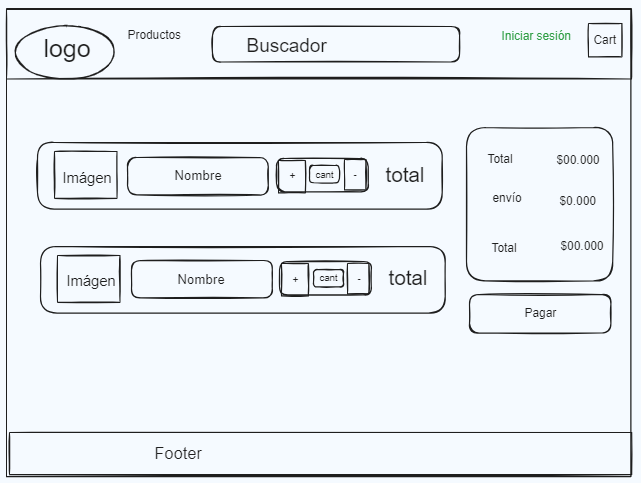 logo
Productos
Buscador
Iniciar sesión
Cart
Imágen
Nombre
+
cant
-
total
Imágen
Nombre
+
cant
-
total
Total $00.000
envío $0.000
Total $00.000
Pagar
Footer